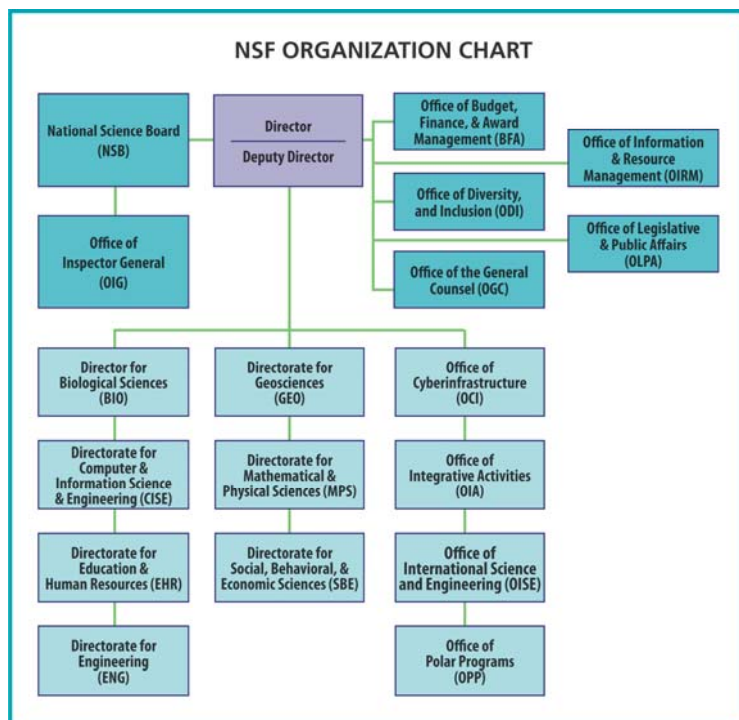 NSF ORGANIZATION CHART
National Science Board
(NSB)
Director
Deputy Director
Office of Budget,
Finance, & Award
Management (BFA)
Office of Information
& Resource
Management (OIRM)
Office of Diversity,
and Inclusion (ODI)
Office of
Inspector General
(OIG)
Office of Legislative
& Public Affairs
(OLPA)
Office of the General
Counsel (OGC)
Director for
Biological Sciences
(BIO)
Directorate for
Geosciences
(GEO)
Office of
Cyberinfrastructure
(OCI)
Directorate for
Computer &
Information Science
& Engineering (CISE)
Directorate for
Mathematical &
Physical Sciences (MPS)
Office of
Integrative Activities
(OIA)
Directorate for
Education &
Human Resources (EHR)
Directorate for
Social, Behavioral, &
Economic Sciences (SBE)
Office of
International Science
and Engineering (OISE)
Directorate for
Engineering
(ENG)
Office of
Polar Programs
(OPP)